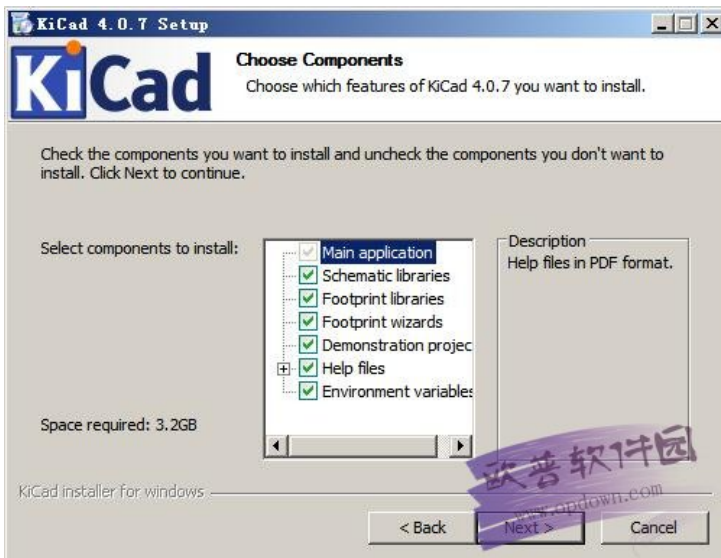 KiCad 4.0.7 Setup
KiCad
Choose Components
Choose which features of KiCad 4.0.7 you want to install.
Check the components you want to install and uncheck the components you don't want to
install. Click Next to continue.
Select components to install:
Main application
Schematic libraries
Footprint libraries
Footprint wizards
Demonstration projec
Help files
Environment variables
Description
Help files in PDF format.
Space required: 3.2GB
欧普软件园
www.opdown.com
KiCad installer for windows
< Back
Next >
Cancel